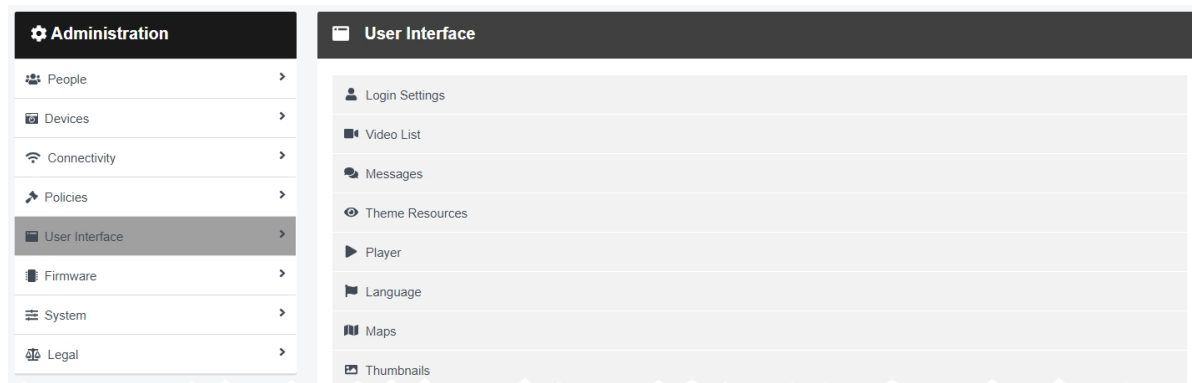 Administration
People
Devices
Connectivity
Policies
User Interface
Firmware
System
Legal
User Interface
Login Settings
Video List
Messages
Theme Resources
Player
Language
Maps
Thumbnails